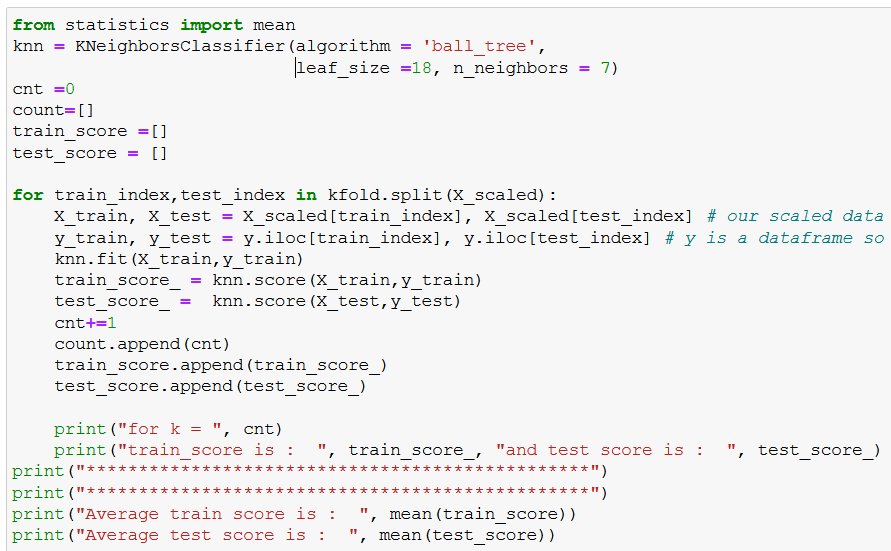 from statistics import mean
knn = KNeighborsClassifier(algorithm = 'ball_tree',
                           leaf_size =18, n_neighbors = 7)
cnt =0
count=[]
train_score =[]
test_score = []

for train_index,test_index in kfold.split(X_scaled):
    X_train, X_test = X_scaled[train_index], X_scaled[test_index] # our scaled data
    y_train, y_test = y.iloc[train_index], y.iloc[test_index] # y is a dataframe so
    knn.fit(X_train,y_train)
    train_score_ = knn.score(X_train,y_train)
    test_score_ =  knn.score(X_test,y_test)
    cnt+=1
    count.append(cnt)
    train_score.append(train_score_)
    test_score.append(test_score_)

    print("for k = ", cnt)
    print("train_score is :  ", train_score_, "and test score is :  ", test_score_)
print("************************************************")
print("************************************************")
print("Average train score is :  ", mean(train_score))
print("Average test score is :  ", mean(test_score))